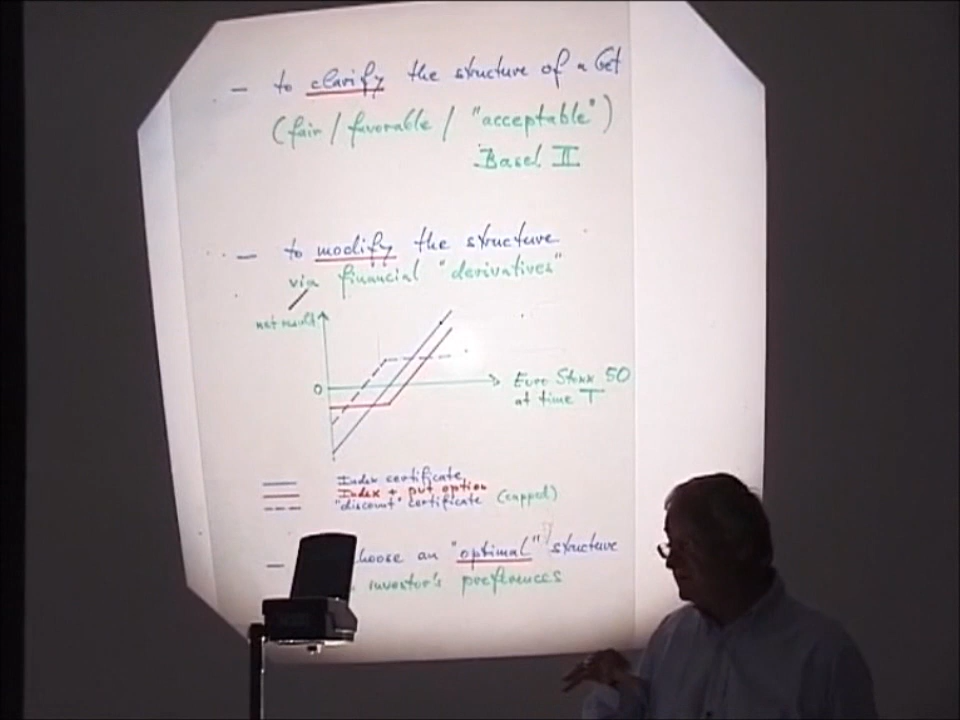 — to clarify the structure of a bet
(fair / favorable / "acceptable")
Basel II
— to modify the structure
via financial "derivatives"
net result
0
Euro Stoxx 50
at time T
Index certificate
Index + put option
"discount" certificate (capped)
— choose an "optimal" structure
investor's preferences